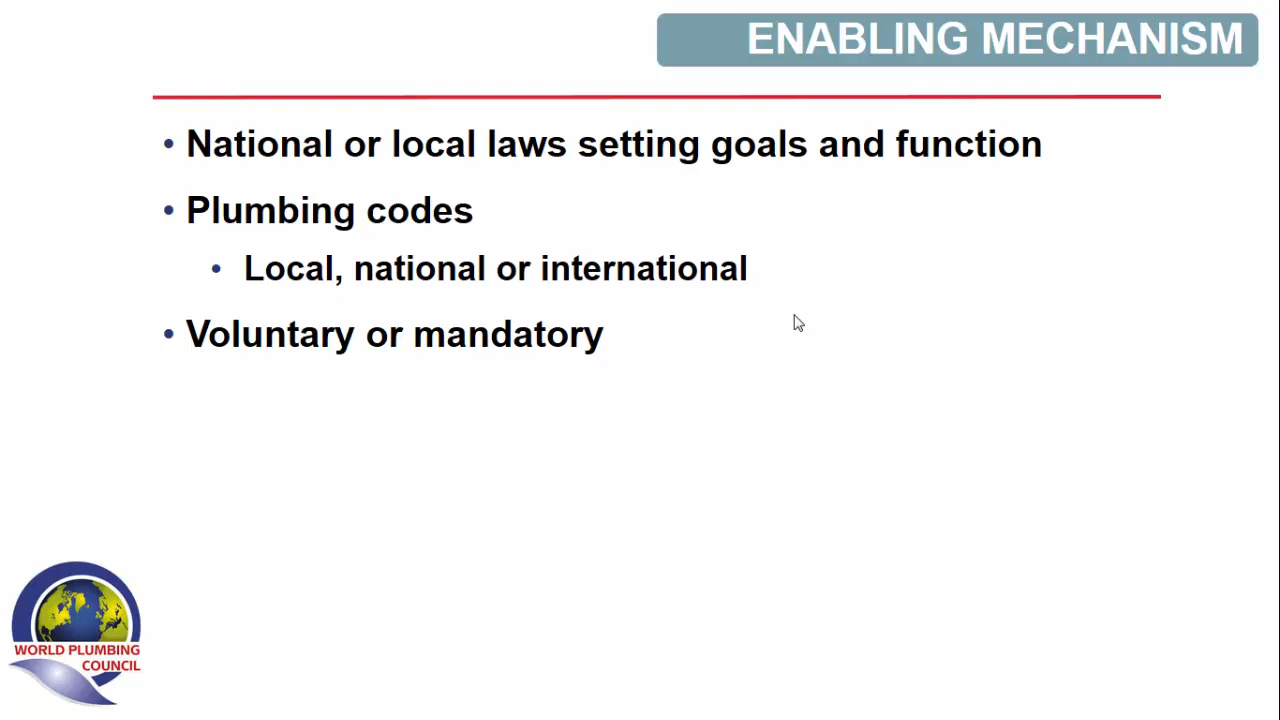 ENABLING MECHANISM
• National or local laws setting goals and function
• Plumbing codes
• Local, national or international
• Voluntary or mandatory
WORLD PLUMBING
COUNCIL